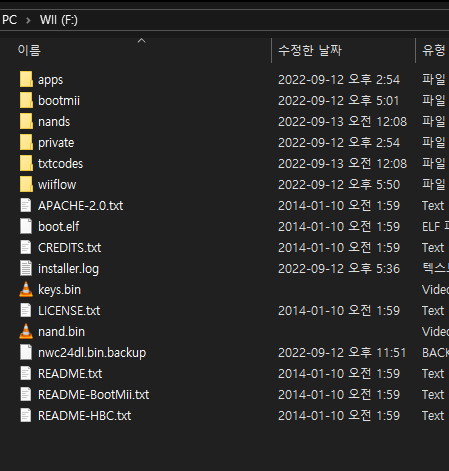 PC > WII (F:)
이름 수정한 날짜 유형
apps 2022-09-12 오후 2:54 파일
bootmii 2022-09-12 오후 5:01 파일
nands 2022-09-13 오전 12:08 파일
private 2022-09-12 오후 2:54 파일
txtcodes 2022-09-13 오전 12:08 파일
wiiflow 2022-09-12 오후 5:50 파일
APACHE-2.0.txt 2014-01-10 오전 1:59 Text
boot.elf 2014-01-10 오전 1:59 ELF 파
CREDITS.txt 2014-01-10 오전 1:59 Text
installer.log 2022-09-12 오후 5:36 텍스트
keys.bin Video
LICENSE.txt 2014-01-10 오전 1:59 Text
nand.bin Video
nwc24dl.bin.backup 2022-09-12 오후 11:51 BACK
README.txt 2014-01-10 오전 1:59 Text
README-BootMii.txt 2014-01-10 오전 1:59 Text
README-HBC.txt 2014-01-10 오전 1:59 Text